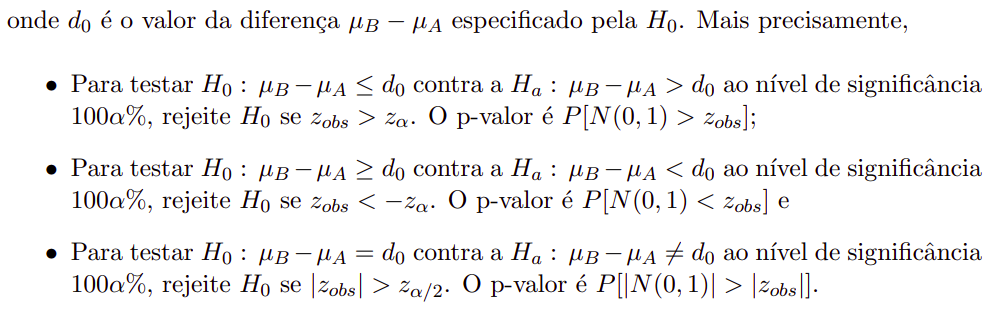 onde d₀ é o valor da diferença μ_B − μ_A especificado pela H₀. Mais precisamente,
• Para testar H₀ : μ_B − μ_A ≤ d₀ contra a Hₐ : μ_B − μ_A > d₀ ao nível de significância
100α%, rejeite H₀ se z_obs > z_α. O p-valor é P[N(0,1) > z_obs];
• Para testar H₀ : μ_B − μ_A ≥ d₀ contra a Hₐ : μ_B − μ_A < d₀ ao nível de significância
100α%, rejeite H₀ se z_obs < −z_α. O p-valor é P[N(0,1) < z_obs] e
• Para testar H₀ : μ_B − μ_A = d₀ contra a Hₐ : μ_B − μ_A ≠ d₀ ao nível de significância
100α%, rejeite H₀ se |z_obs| > z_{α/2}. O p-valor é P[|N(0,1)| > |z_obs|].